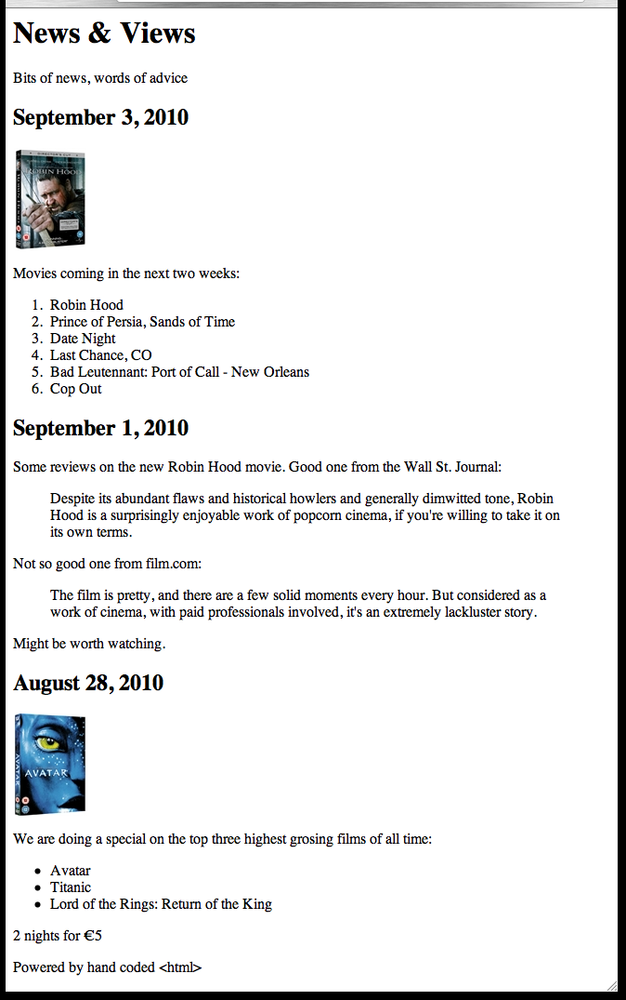 News & Views
Bits of news, words of advice
September 3, 2010
DIRECTOR'S CUT
ROBIN HOOD
Movies coming in the next two weeks:
1. Robin Hood
2. Prince of Persia, Sands of Time
3. Date Night
4. Last Chance, CO
5. Bad Leutennant: Port of Call - New Orleans
6. Cop Out
September 1, 2010
Some reviews on the new Robin Hood movie. Good one from the Wall St. Journal:
Despite its abundant flaws and historical howlers and generally dimwitted tone, Robin
Hood is a surprisingly enjoyable work of popcorn cinema, if you're willing to take it on
its own terms.
Not so good one from film.com:
The film is pretty, and there are a few solid moments every hour. But considered as a
work of cinema, with paid professionals involved, it's an extremely lackluster story.
Might be worth watching.
August 28, 2010
AVATAR
AVATAR
We are doing a special on the top three highest grosing films of all time:
• Avatar
• Titanic
• Lord of the Rings: Return of the King
2 nights for €5
Powered by hand coded <html>